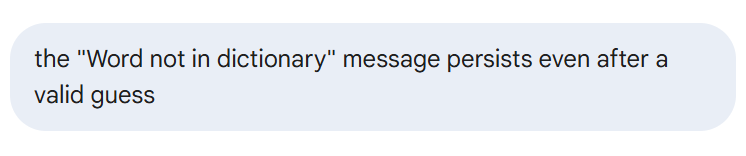 the "Word not in dictionary" message persists even after a
valid guess